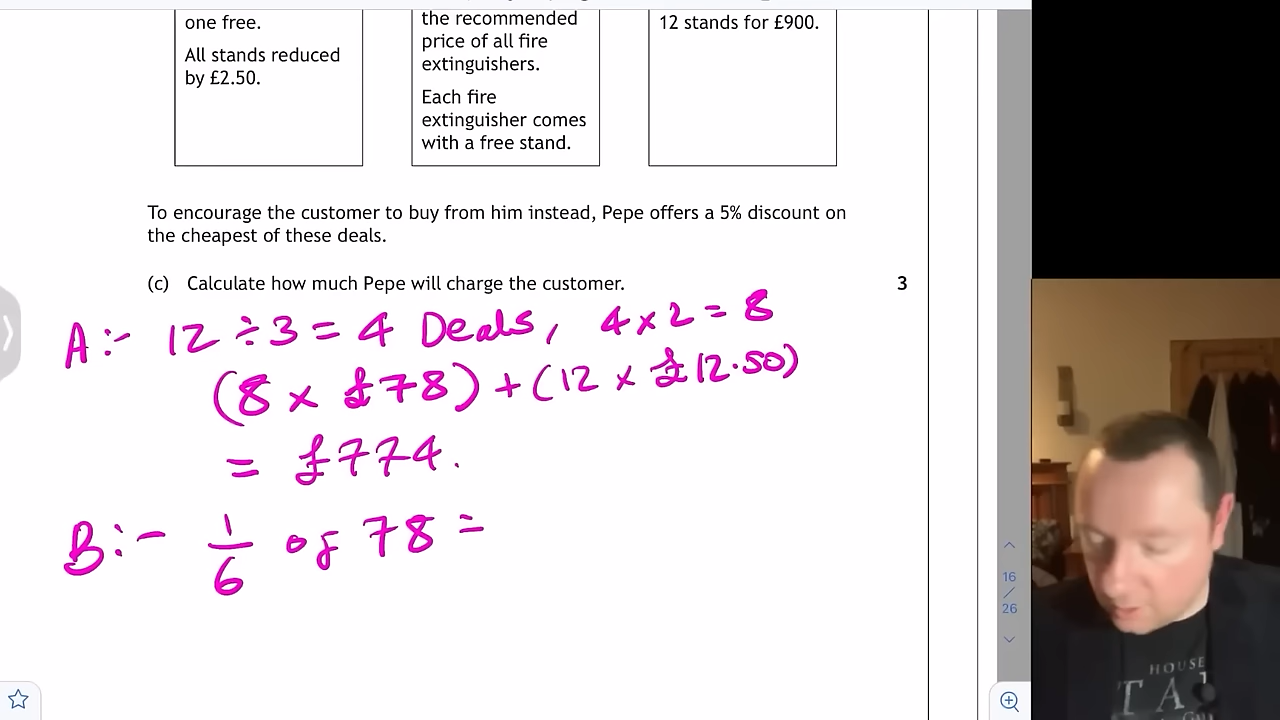 one free.
All stands reduced
by £2.50.
the recommended
price of all fire
extinguishers.
Each fire
extinguisher comes
with a free stand.
12 stands for £900.
To encourage the customer to buy from him instead, Pepe offers a 5% discount on
the cheapest of these deals.
(c) Calculate how much Pepe will charge the customer. 3
A:- 12 ÷ 3 = 4 Deals, 4 x 2 = 8
(8 x £78) + (12 x £12.50)
= £774.
B:- 1/6 of 78 =
16
/
26
HOUSE
STAR